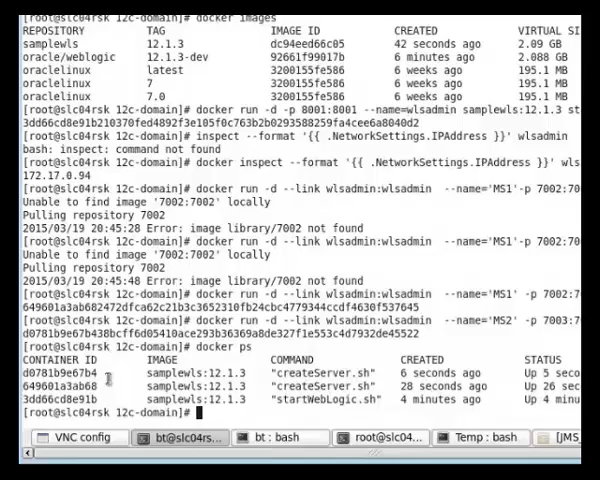 [root@slc04rsk 12c-domain]# docker images
REPOSITORY TAG IMAGE ID CREATED VIRTUAL SI
samplewls 12.1.3 dc94eed66c05 42 seconds ago 2.09 GB
oracle/weblogic 12.1.3-dev 92661f99017b 6 minutes ago 2.088 GB
oraclelinux latest 3200155fe586 6 weeks ago 195.1 MB
oraclelinux 7 3200155fe586 6 weeks ago 195.1 MB
oraclelinux 7.0 3200155fe586 6 weeks ago 195.1 MB
[root@slc04rsk 12c-domain]# docker run -d -p 8001:8001 --name=wlsadmin samplewls:12.1.3 st
3dd66cd8e91b210370fed4892f3e105f0c763b2b0293588259fa4cee6a8040d2
[root@slc04rsk 12c-domain]# inspect --format '{{ .NetworkSettings.IPAddress }}' wlsadmin
bash: inspect: command not found
[root@slc04rsk 12c-domain]# docker inspect --format '{{ .NetworkSettings.IPAddress }}' wls
172.17.0.94
[root@slc04rsk 12c-domain]# docker run -d --link wlsadmin:wlsadmin --name='MS1'-p 7002:70
Unable to find image '7002:7002' locally
Pulling repository 7002
2015/03/19 20:45:28 Error: image library/7002 not found
[root@slc04rsk 12c-domain]# docker run -d --link wlsadmin:wlsadmin --name='MS1'-p 7002:70
Unable to find image '7002:7002' locally
Pulling repository 7002
2015/03/19 20:45:48 Error: image library/7002 not found
[root@slc04rsk 12c-domain]# docker run -d --link wlsadmin:wlsadmin --name='MS1' -p 7002:7
649601a3ab682472dfca62c21b3c3652310fb24cbc4779344ccdf4630f537645
[root@slc04rsk 12c-domain]# docker run -d --link wlsadmin:wlsadmin --name='MS2' -p 7003:7
d0781b9e67b438bcff6d05410ace293b36369a8de327f1e553c4d7932de45522
[root@slc04rsk 12c-domain]# docker ps
CONTAINER ID IMAGE COMMAND CREATED STATUS
d0781b9e67b4 samplewls:12.1.3 "createServer.sh" 6 seconds ago Up 5 seco
649601a3ab68 samplewls:12.1.3 "createServer.sh" 28 seconds ago Up 26 sec
3dd66cd8e91b samplewls:12.1.3 "startWebLogic.sh" 4 minutes ago Up 4 minu
[root@slc04rsk 12c-domain]#
VNC config bt@slc04rs... bt : bash root@slc04... Temp : bash [JMS_